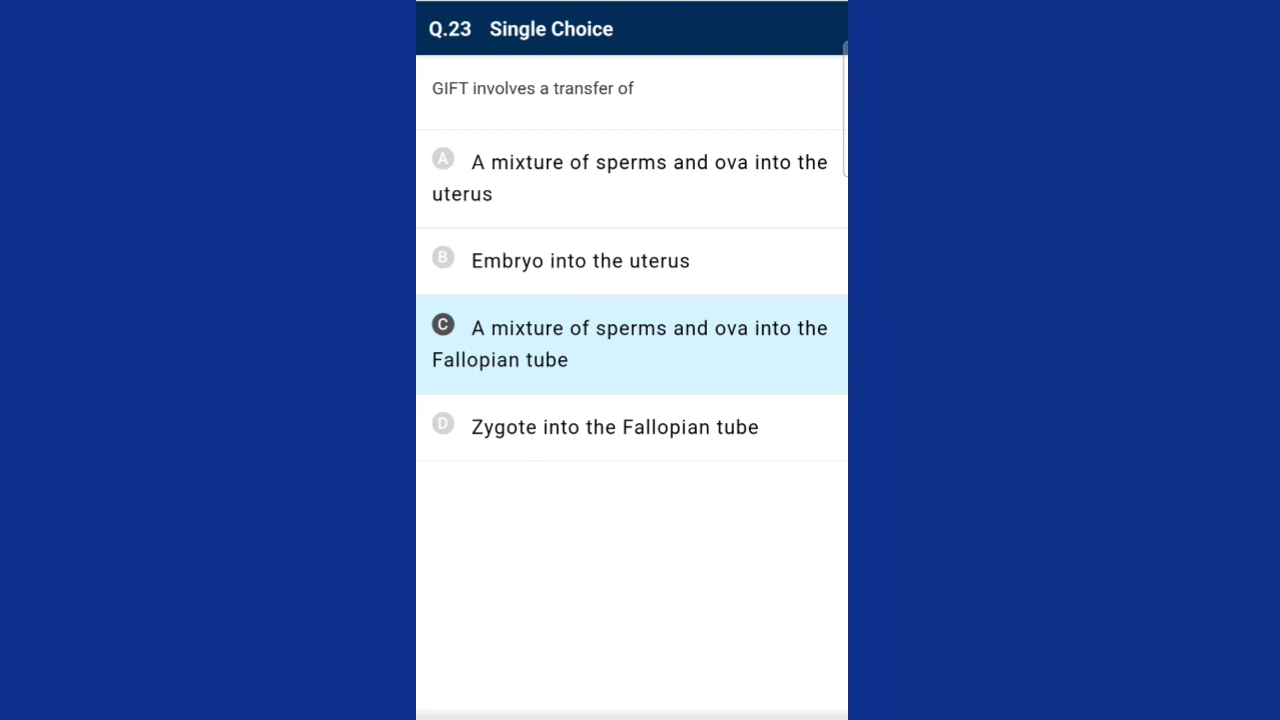 Q.23 Single Choice
GIFT involves a transfer of
A A mixture of sperms and ova into the
uterus
B Embryo into the uterus
C A mixture of sperms and ova into the
Fallopian tube
D Zygote into the Fallopian tube